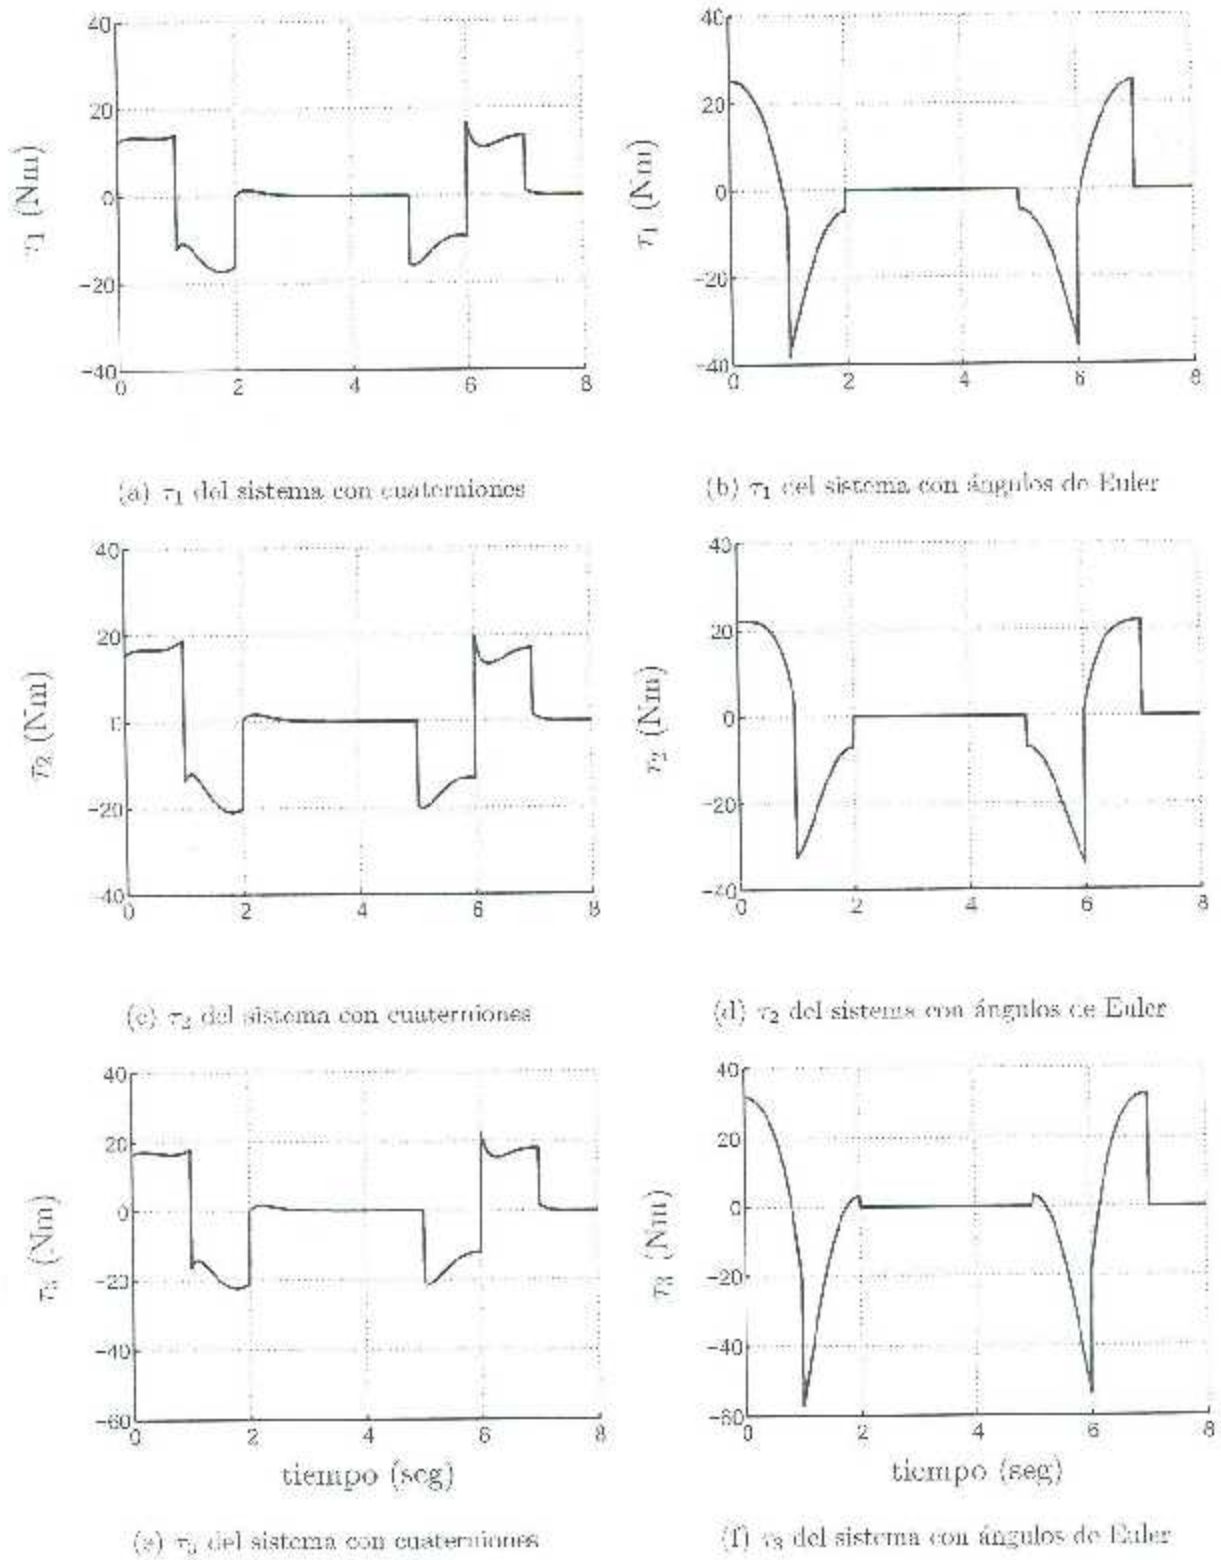 40
20
0
−20
−40
0 2 4 6 8
τ1 (Nm)
40
20
0
−20
−40
0 2 4 6 8
τ1 (Nm)
(a) τ1 del sistema con cuaterniones
(b) τ1 del sistema con ángulos de Euler
40
20
−20
−40
0 2 4 6 8
τ2 (Nm)
40
20
0
−20
−40
0 2 4 6 8
τ2 (Nm)
(c) τ2 del sistema con cuaterniones
(d) τ2 del sistema con ángulos de Euler
40
20
0
−20
−40
−60
0 2 4 6 8
τ3 (Nm)
tiempo (seg)
40
20
0
−20
−40
−60
0 2 4 6 8
τ3 (Nm)
tiempo (seg)
(e) τ3 del sistema con cuaterniones
(f) τ3 del sistema con ángulos de Euler